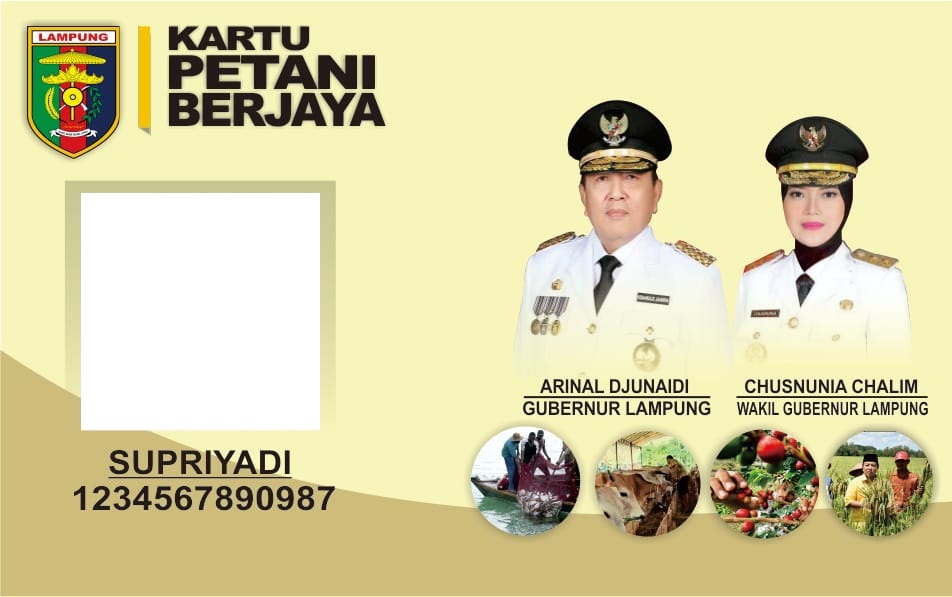 LAMPUNG
KARTU
PETANI
BERJAYA
ARINAL DJUNAIDI
GUBERNUR LAMPUNG
CHUSNUNIA CHALIM
WAKIL GUBERNUR LAMPUNG
SUPRIYADI
1234567890987